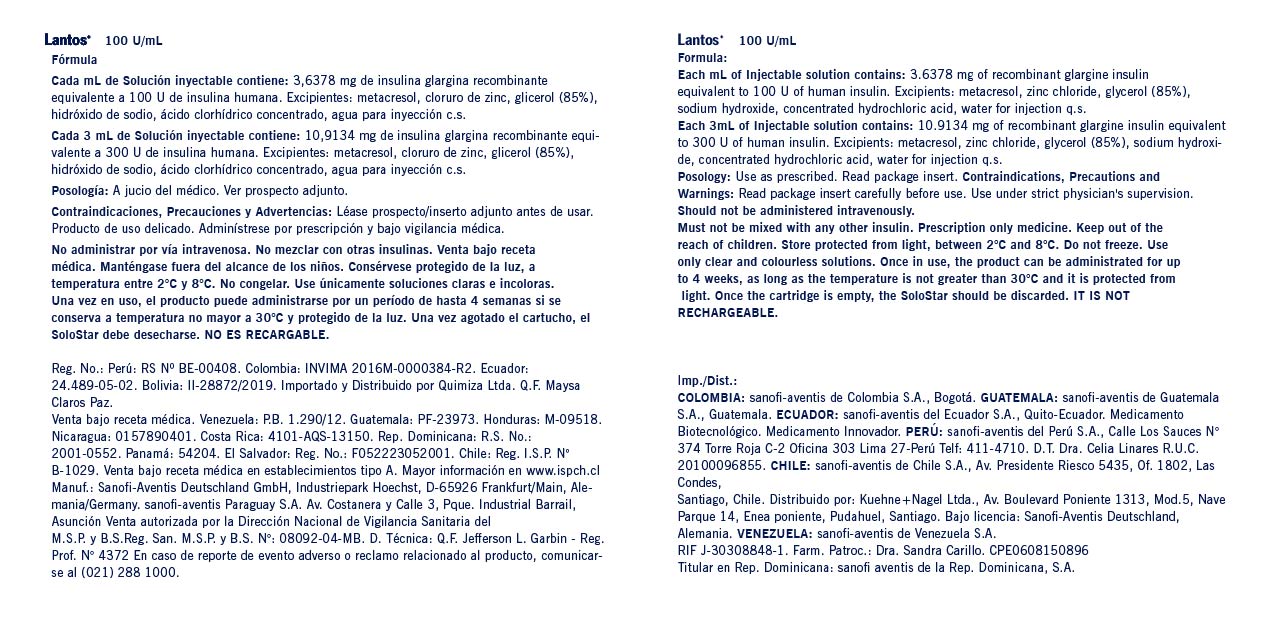 Lantos* 100 U/mL
Fórmula
Cada mL de Solución inyectable contiene: 3,6378 mg de insulina glargina recombinante
equivalente a 100 U de insulina humana. Excipientes: metacresol, cloruro de zinc, glicerol (85%),
hidróxido de sodio, ácido clorhídrico concentrado, agua para inyección c.s.
Cada 3 mL de Solución inyectable contiene: 10,9134 mg de insulina glargina recombinante equi-
valente a 300 U de insulina humana. Excipientes: metacresol, cloruro de zinc, glicerol (85%),
hidróxido de sodio, ácido clorhídrico concentrado, agua para inyección c.s.
Posología: A jucio del médico. Ver prospecto adjunto.
Contraindicaciones, Precauciones y Advertencias: Léase prospecto/inserto adjunto antes de usar.
Producto de uso delicado. Adminístrese por prescripción y bajo vigilancia médica.
No administrar por vía intravenosa. No mezclar con otras insulinas. Venta bajo receta
médica. Manténgase fuera del alcance de los niños. Consérvese protegido de la luz, a
temperatura entre 2°C y 8°C. No congelar. Use únicamente soluciones claras e incoloras.
Una vez en uso, el producto puede administrarse por un período de hasta 4 semanas si se
conserva a temperatura no mayor a 30°C y protegido de la luz. Una vez agotado el cartucho, el
SoloStar debe desecharse. NO ES RECARGABLE.
Reg. No.: Perú: RS Nº BE-00408. Colombia: INVIMA 2016M-0000384-R2. Ecuador:
24.489-05-02. Bolivia: II-28872/2019. Importado y Distribuido por Quimiza Ltda. Q.F. Maysa
Claros Paz.
Venta bajo receta médica. Venezuela: P.B. 1.290/12. Guatemala: PF-23973. Honduras: M-09518.
Nicaragua: 0157890401. Costa Rica: 4101-AQS-13150. Rep. Dominicana: R.S. No.:
2001-0552. Panamá: 54204. El Salvador: Reg. No.: F052223052001. Chile: Reg. I.S.P. N°
B-1029. Venta bajo receta médica en establecimientos tipo A. Mayor información en www.ispch.cl
Manuf.: Sanofi-Aventis Deutschland GmbH, Industriepark Hoechst, D-65926 Frankfurt/Main, Ale-
mania/Germany. sanofi-aventis Paraguay S.A. Av. Costanera y Calle 3, Pque. Industrial Barrail,
Asunción Venta autorizada por la Dirección Nacional de Vigilancia Sanitaria del
M.S.P. y B.S.Reg. San. M.S.P. y B.S. N°: 08092-04-MB. D. Técnica: Q.F. Jefferson L. Garbin - Reg.
Prof. N° 4372 En caso de reporte de evento adverso o reclamo relacionado al producto, comunicar-
se al (021) 288 1000.
Lantos* 100 U/mL
Formula:
Each mL of Injectable solution contains: 3.6378 mg of recombinant glargine insulin
equivalent to 100 U of human insulin. Excipients: metacresol, zinc chloride, glycerol (85%),
sodium hydroxide, concentrated hydrochloric acid, water for injection q.s.
Each 3mL of Injectable solution contains: 10.9134 mg of recombinant glargine insulin equivalent
to 300 U of human insulin. Excipients: metacresol, zinc chloride, glycerol (85%), sodium hydroxi-
de, concentrated hydrochloric acid, water for injection q.s.
Posology: Use as prescribed. Read package insert. Contraindications, Precautions and
Warnings: Read package insert carefully before use. Use under strict physician's supervision.
Should not be administered intravenously.
Must not be mixed with any other insulin. Prescription only medicine. Keep out of the
reach of children. Store protected from light, between 2°C and 8°C. Do not freeze. Use
only clear and colourless solutions. Once in use, the product can be administrated for up
to 4 weeks, as long as the temperature is not greater than 30°C and it is protected from
light. Once the cartridge is empty, the SoloStar should be discarded. IT IS NOT
RECHARGEABLE.
Imp./Dist.:
COLOMBIA: sanofi-aventis de Colombia S.A., Bogotá. GUATEMALA: sanofi-aventis de Guatemala
S.A., Guatemala. ECUADOR: sanofi-aventis del Ecuador S.A., Quito-Ecuador. Medicamento
Biotecnológico. Medicamento Innovador. PERÚ: sanofi-aventis del Perú S.A., Calle Los Sauces N°
374 Torre Roja C-2 Oficina 303 Lima 27-Perú Telf: 411-4710. D.T. Dra. Celia Linares R.U.C.
20100096855. CHILE: sanofi-aventis de Chile S.A., Av. Presidente Riesco 5435, Of. 1802, Las
Condes,
Santiago, Chile. Distribuido por: Kuehne+Nagel Ltda., Av. Boulevard Poniente 1313, Mod.5, Nave
Parque 14, Enea poniente, Pudahuel, Santiago. Bajo licencia: Sanofi-Aventis Deutschland,
Alemania. VENEZUELA: sanofi-aventis de Venezuela S.A.
RIF J-30308848-1. Farm. Patroc.: Dra. Sandra Carillo. CPE0608150896
Titular en Rep. Dominicana: sanofi aventis de la Rep. Dominicana, S.A.